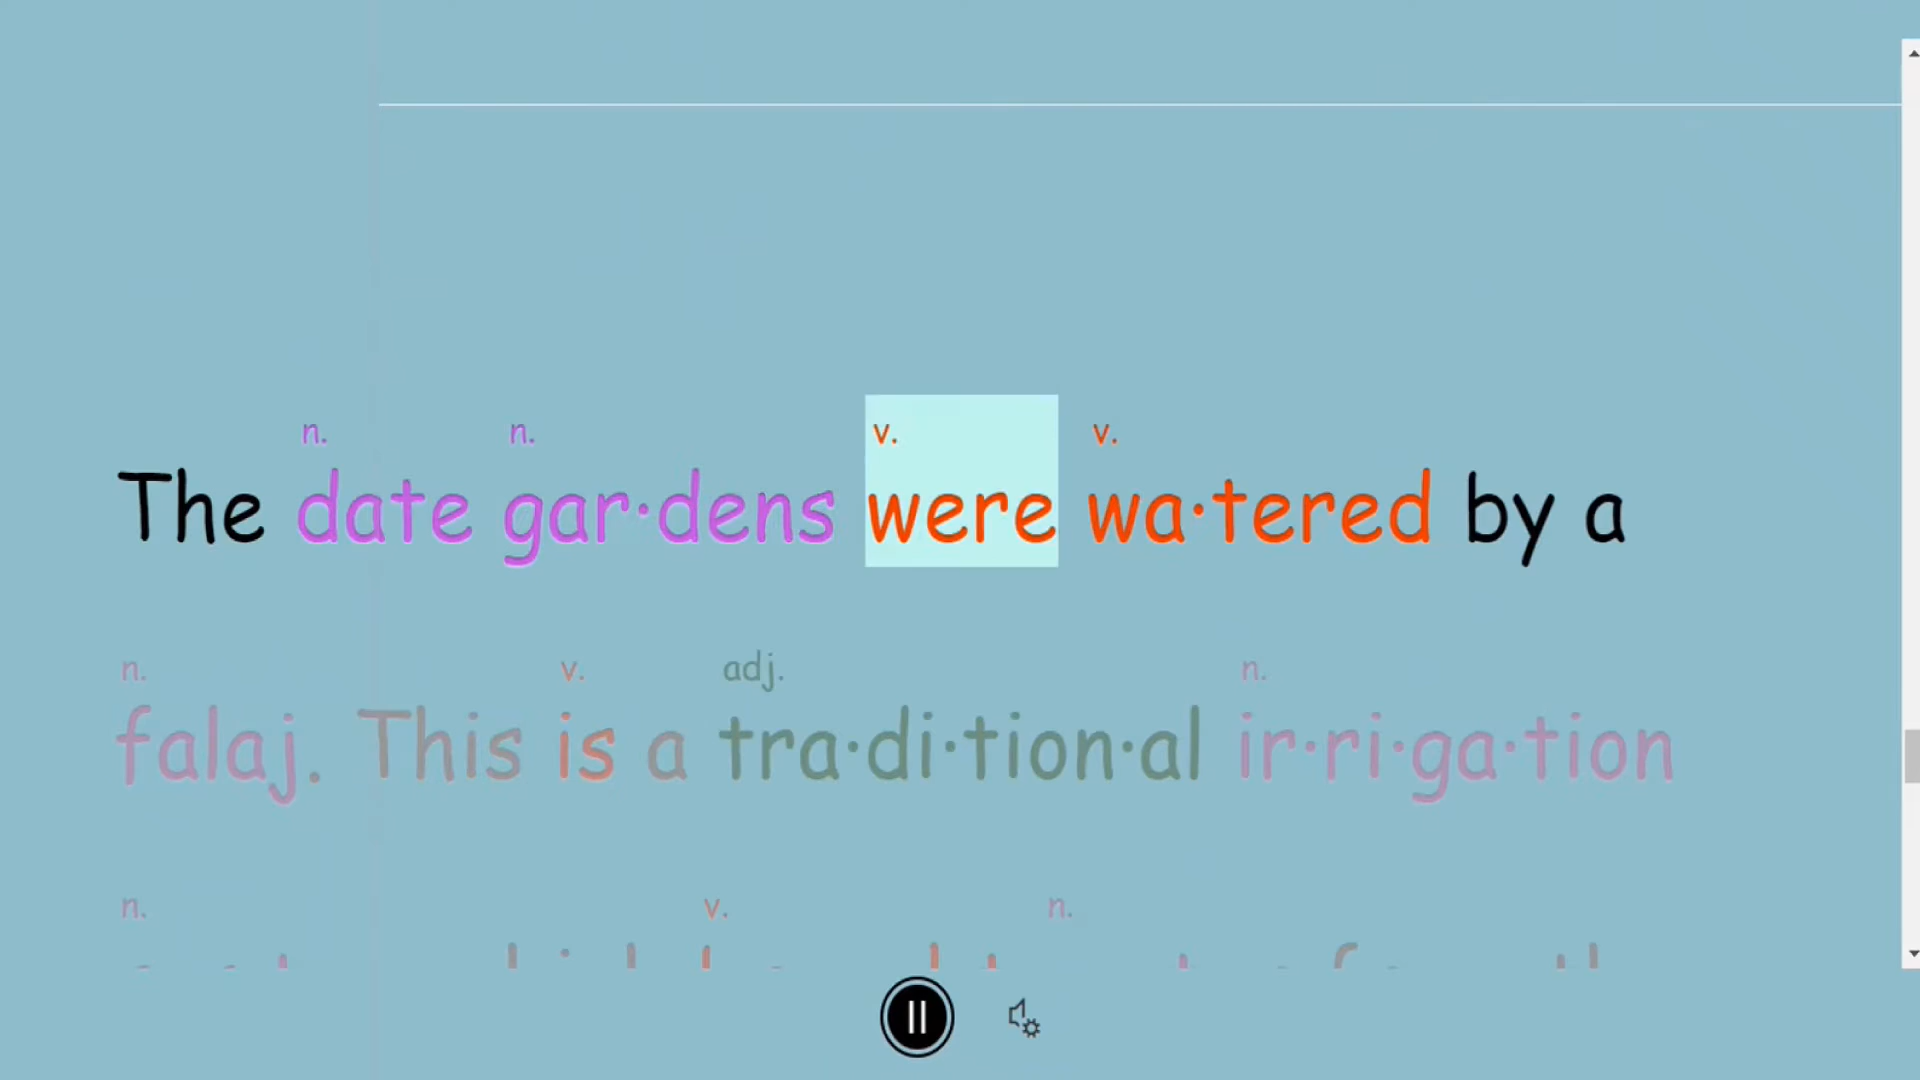 n. n. v. v.
The date gar·dens were wa·tered by a
n. v. adj. n.
falaj. This is a tra·di·tion·al ir·ri·ga·tion
n. v. n.